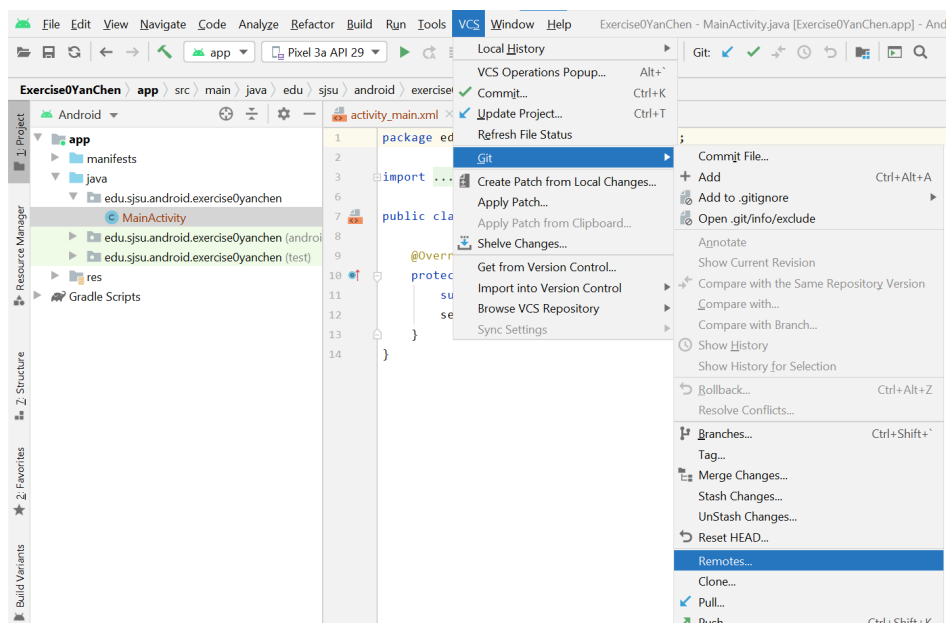 File Edit View Navigate Code Analyze Refactor Build Run Tools VCS Window Help Exercise0YanChen - MainActivity.java [Exercise0YanChen.app] - And
app Pixel 3a API 29 Git:
Exercise0YanChen app src main java edu sjsu android exercise
1: Project
Resource Manager
7: Structure
2: Favorites
Build Variants
Android
app
manifests
java
edu.sjsu.android.exercise0yanchen
MainActivity
edu.sjsu.android.exercise0yanchen (androi
edu.sjsu.android.exercise0yanchen (test)
res
Gradle Scripts
activity_main.xml
1 package ed ;
2
3 import ...
6
7 public cla
8
9 @Overr
10 protec
11 su
12 se
13 }
14 }
Local History
VCS Operations Popup... Alt+`
Commit... Ctrl+K
Update Project... Ctrl+T
Refresh File Status
Git
Create Patch from Local Changes...
Apply Patch...
Apply Patch from Clipboard...
Shelve Changes...
Get from Version Control...
Import into Version Control
Browse VCS Repository
Sync Settings
Commit File...
Add Ctrl+Alt+A
Add to .gitignore
Open .git/info/exclude
Annotate
Show Current Revision
Compare with the Same Repository Version
Compare with...
Compare with Branch...
Show History
Show History for Selection
Rollback... Ctrl+Alt+Z
Resolve Conflicts...
Branches... Ctrl+Shift+`
Tag...
Merge Changes...
Stash Changes...
UnStash Changes...
Reset HEAD...
Remotes...
Clone...
Pull...
Push... Ctrl+Shift+K